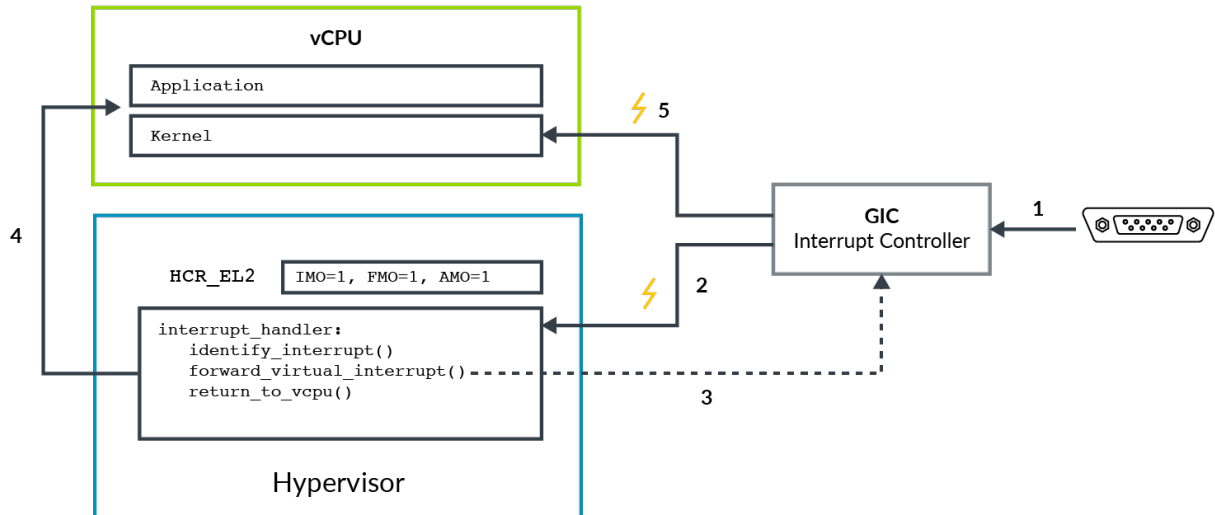 vCPU
Application
Kernel
5
4
GIC
Interrupt Controller
1
HCR_EL2
IMO=1, FMO=1, AMO=1
2
interrupt_handler:
identify_interrupt()
forward_virtual_interrupt()
return_to_vcpu()
3
Hypervisor